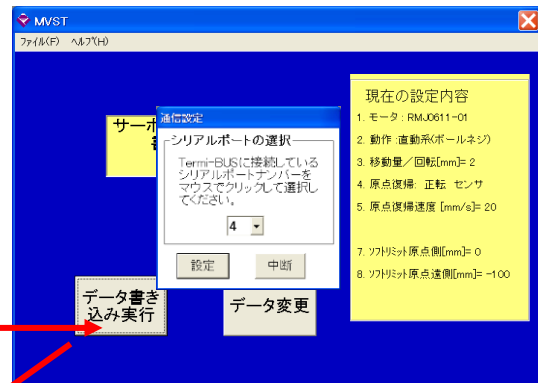 MVST
ファイル(F) ヘルプ(H)
現在の設定内容
1. モータ : RMJ0611-01
2. 動作 :直動系(ボールネジ)
3. 移動量/回転[mm]= 2
4. 原点復帰: 正転 センサ
5. 原点復帰速度 [mm/s]= 20
7. ソフトリミット原点側[mm]= 0
8. ソフトリミット原点遠側[mm]= -100
サーボ
通信設定
シリアルポートの選択
Termi-BUSに接続している
シリアルポートナンバーを
マウスでクリックして選択し
てください。
4
設定 中断
データ書き
込み実行
データ変更